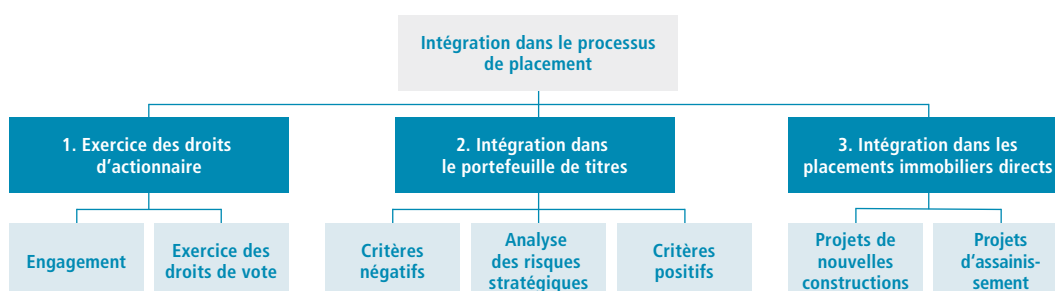 Intégration dans le processus
de placement
1. Exercice des droits
d'actionnaire
2. Intégration dans
le portefeuille de titres
3. Intégration dans les
placements immobiliers directs
Engagement
Exercice des
droits de vote
Critères
négatifs
Analyse
des risques
stratégiques
Critères
positifs
Projets de
nouvelles
constructions
Projets
d'assainis-
sement